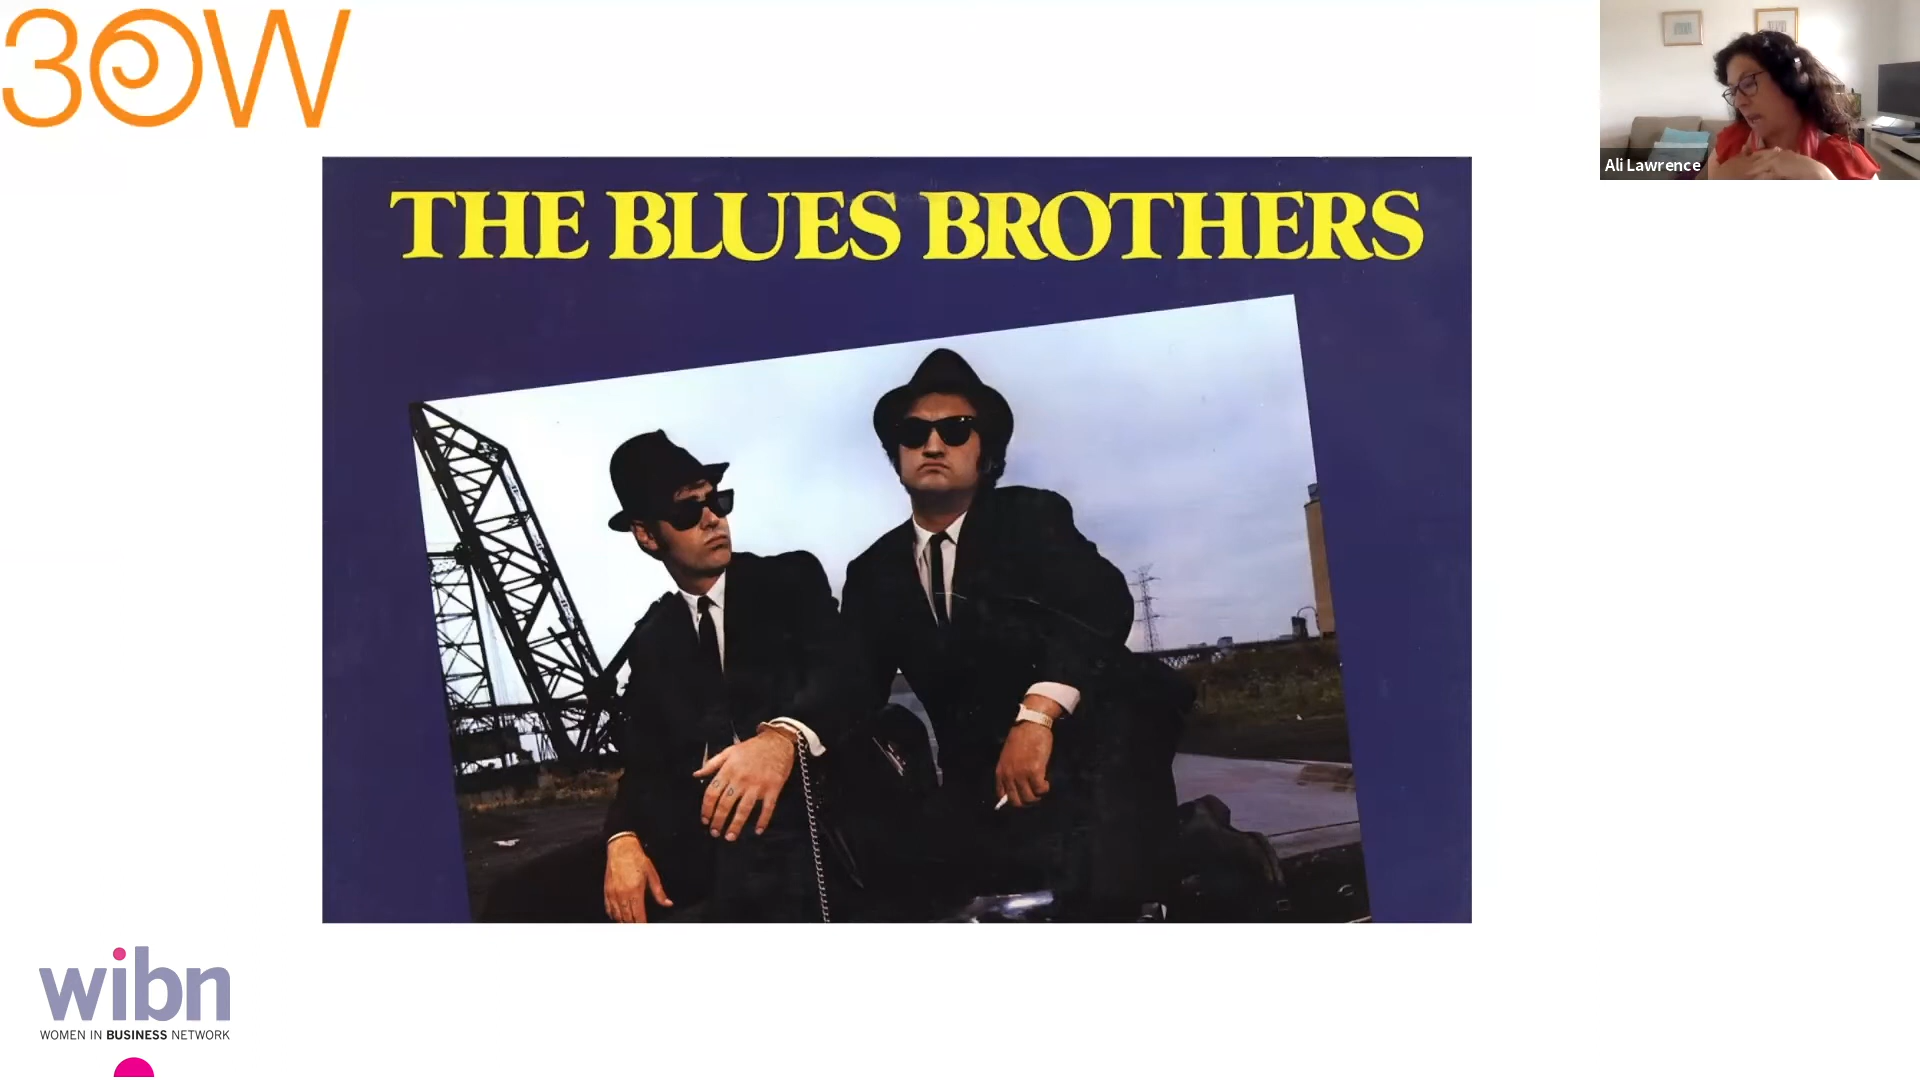 3OW
Ali Lawrence
THE BLUES BROTHERS
wibn
WOMEN IN BUSINESS NETWORK